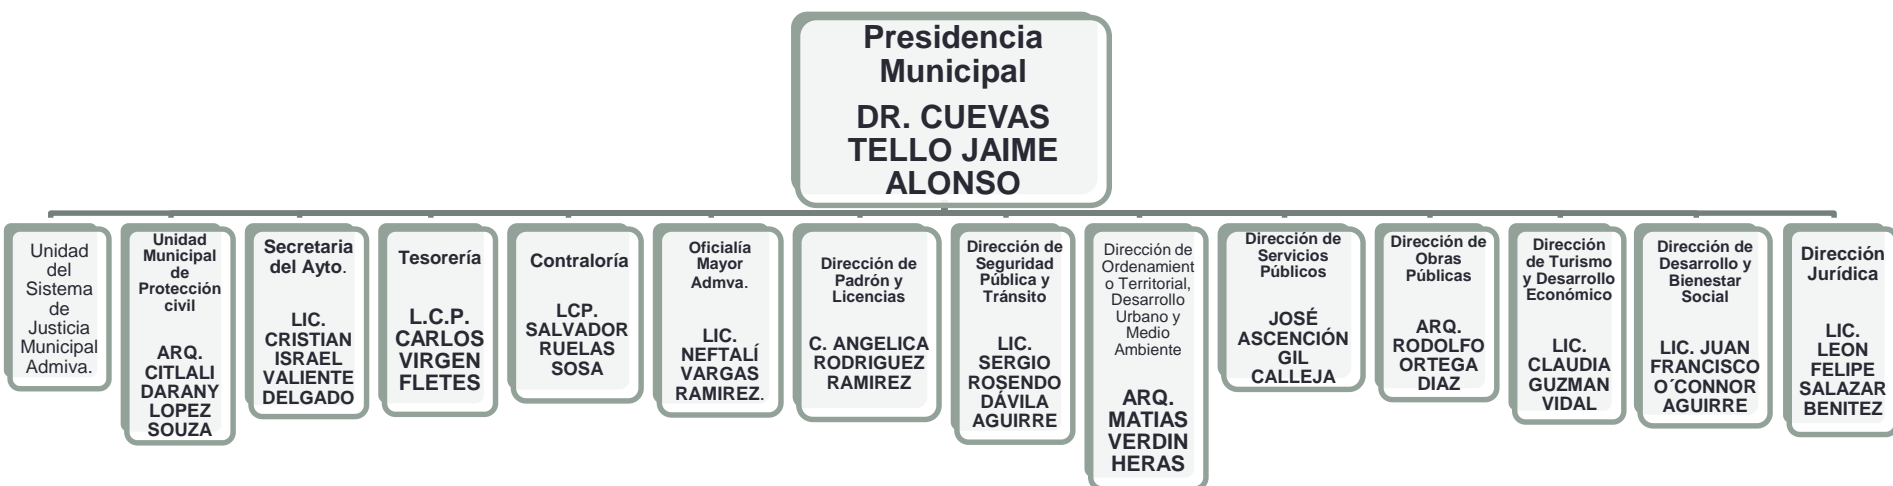 Presidencia
Municipal
DR. CUEVAS
TELLO JAIME
ALONSO
Unidad
del
Sistema
de
Justicia
Municipal
Admiva.
Unidad
Municipal
de
Protección
civil
ARQ.
CITLALI
DARANY
LOPEZ
SOUZA
Secretaria
del Ayto.
LIC.
CRISTIAN
ISRAEL
VALIENTE
DELGADO
Tesorería
L.C.P.
CARLOS
VIRGEN
FLETES
Contraloría
LCP.
SALVADOR
RUELAS
SOSA
Oficialía
Mayor
Admva.
LIC.
NEFTALÍ
VARGAS
RAMIREZ.
Dirección de
Padrón y
Licencias
C. ANGELICA
RODRIGUEZ
RAMIREZ
Dirección de
Seguridad
Pública y
Tránsito
LIC.
SERGIO
ROSENDO
DÁVILA
AGUIRRE
Dirección de
Ordenamient
o Territorial,
Desarrollo
Urbano y
Medio
Ambiente
ARQ.
MATIAS
VERDIN
HERAS
Dirección de
Servicios
Públicos
JOSÉ
ASCENCIÓN
GIL
CALLEJA
Dirección de
Obras
Públicas
ARQ.
RODOLFO
ORTEGA
DIAZ
Dirección
de Turismo
y Desarrollo
Económico
LIC.
CLAUDIA
GUZMAN
VIDAL
Dirección de
Desarrollo y
Bienestar
Social
LIC. JUAN
FRANCISCO
O´CONNOR
AGUIRRE
Dirección
Jurídica
LIC.
LEON
FELIPE
SALAZAR
BENITEZ